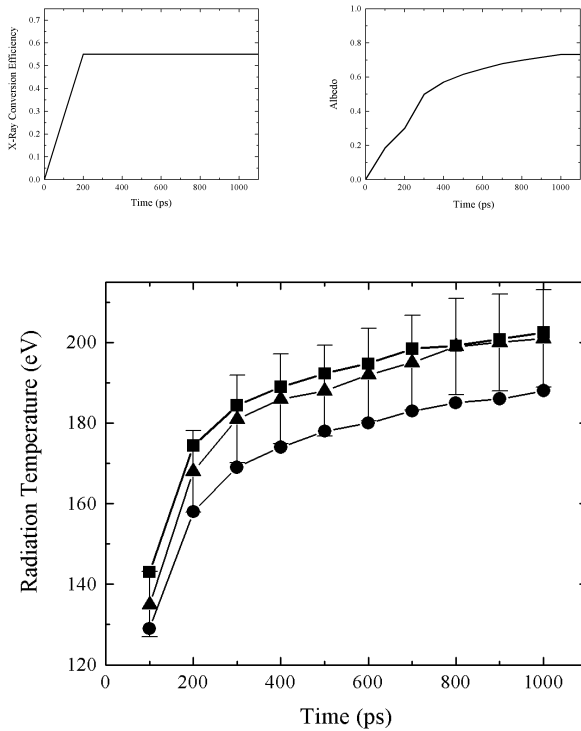 X-Ray Conversion Efficiency
0.7
0.6
0.5
0.4
0.3
0.2
0.1
0.0
0 200 400 600 800 1000
Time (ps)
Albedo
1.0
0.8
0.6
0.4
0.2
0.0
0 200 400 600 800 1000
Time (ps)
Radiation Temperature (eV)
200
180
160
140
120
0 200 400 600 800 1000
Time (ps)